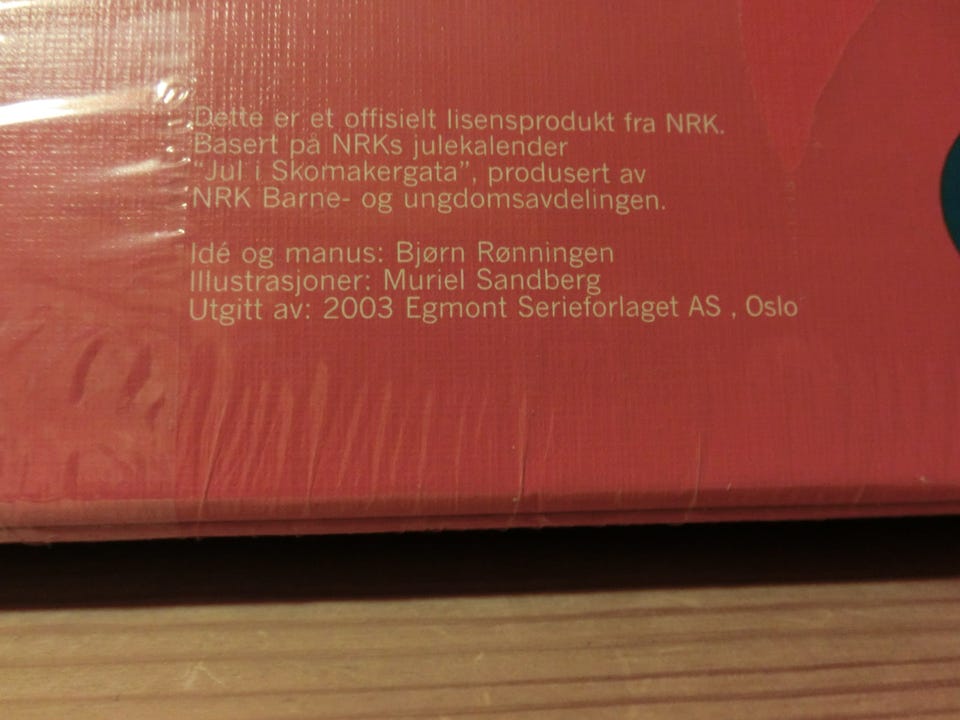 Dette er et offisielt lisensprodukt fra NRK.
Basert på NRKs julekalender
"Jul i Skomakergata", produsert av
NRK Barne- og ungdomsavdelingen.
Idé og manus: Bjørn Rønningen
Illustrasjoner: Muriel Sandberg
Utgitt av: 2003 Egmont Serieforlaget AS , Oslo